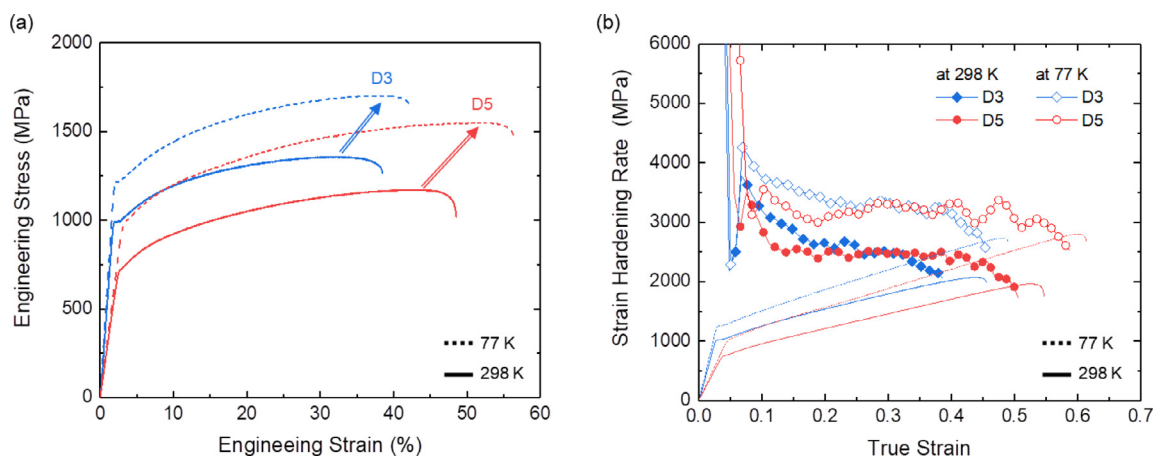 (a)
2000
1500
1000
500
0
Engineering Stress (MPa)
D3
D5
77 K
298 K
0 10 20 30 40 50 60
Engineeing Strain (%)
(b)
6000
5000
4000
3000
2000
1000
0
Strain Hardening Rate (MPa)
at 298 K at 77 K
D3 D3
D5 D5
77 K
298 K
0.0 0.1 0.2 0.3 0.4 0.5 0.6 0.7
True Strain